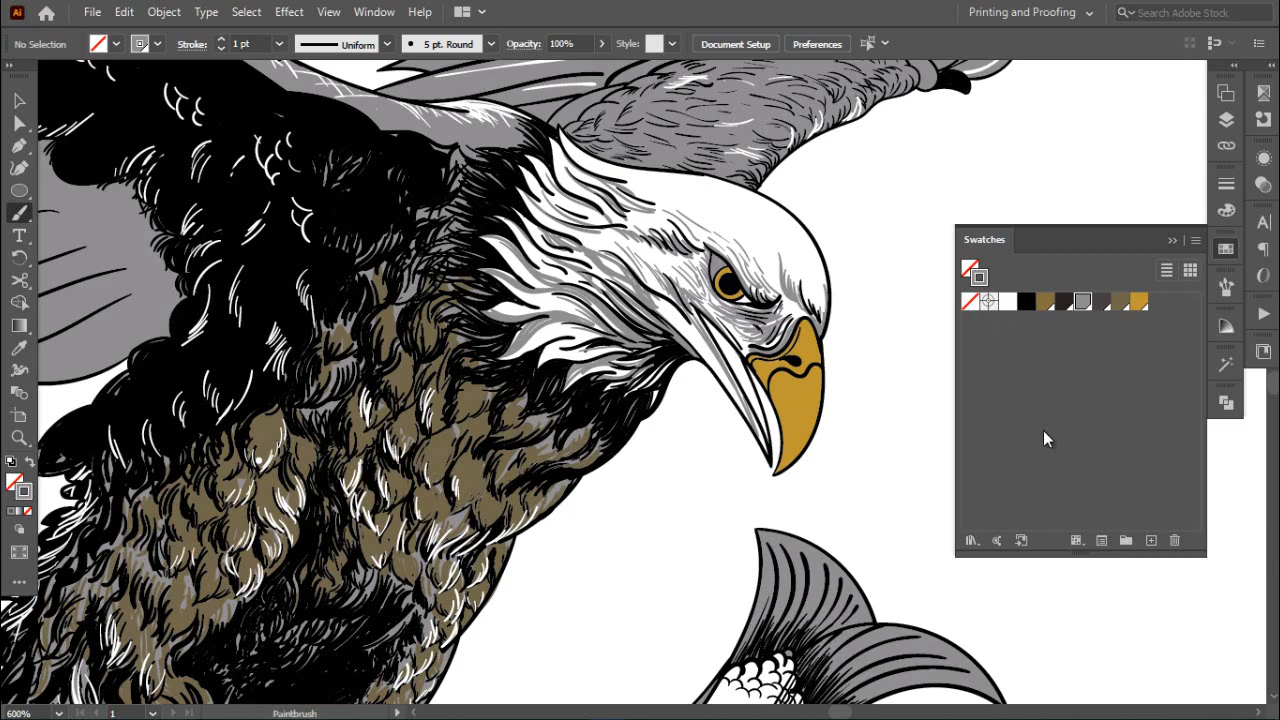 Ai File Edit Object Type Select Effect View Window Help Printing and Proofing Search Adobe Stock
No Selection Stroke: 1 pt Uniform 5 pt. Round Opacity: 100% Style: Document Setup Preferences
Swatches
600% 1 Paintbrush